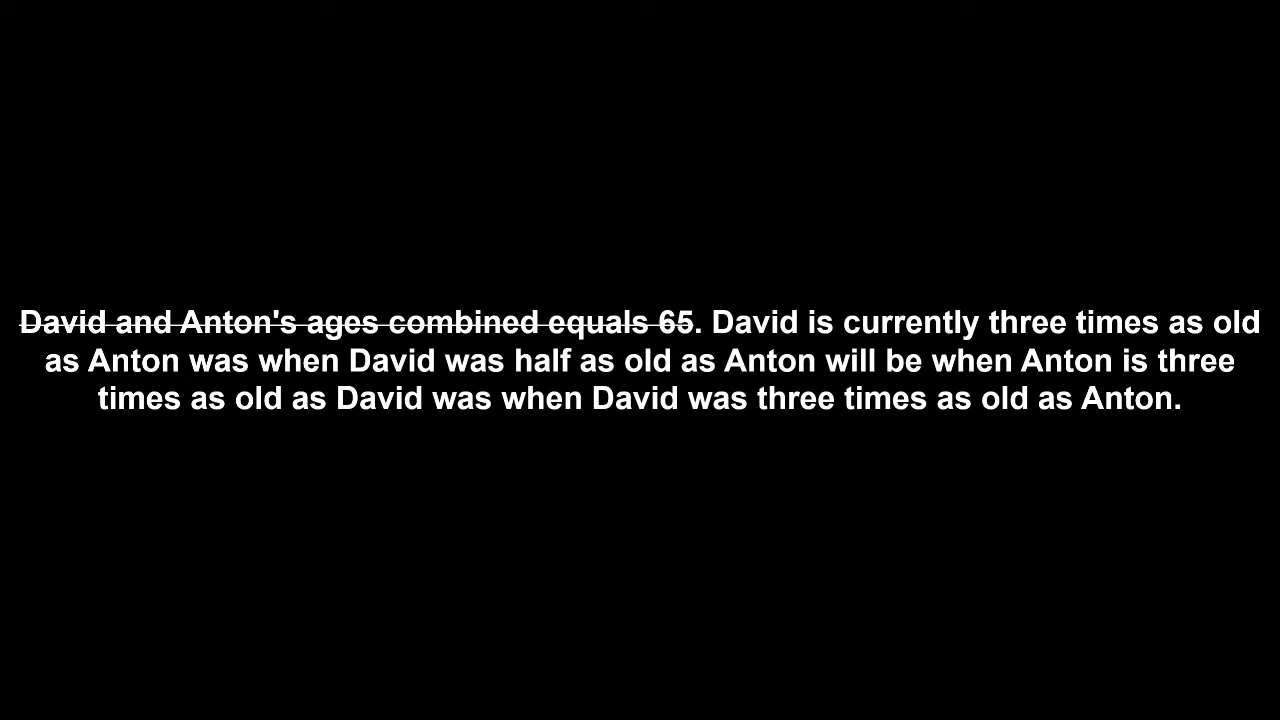 David and Anton's ages combined equals 65. David is currently three times as old
as Anton was when David was half as old as Anton will be when Anton is three
times as old as David was when David was three times as old as Anton.